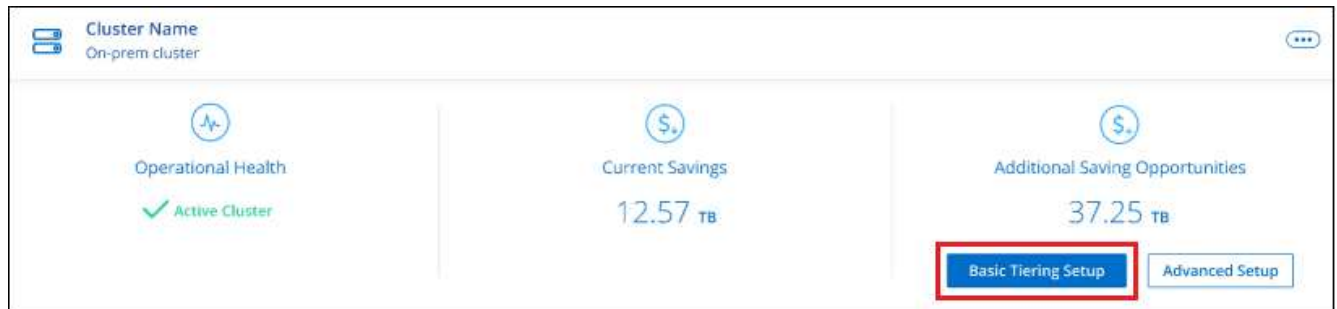 Cluster Name
On-prem cluster
Operational Health
Active Cluster
Current Savings
12.57 TB
Additional Saving Opportunities
37.25 TB
Basic Tiering Setup
Advanced Setup